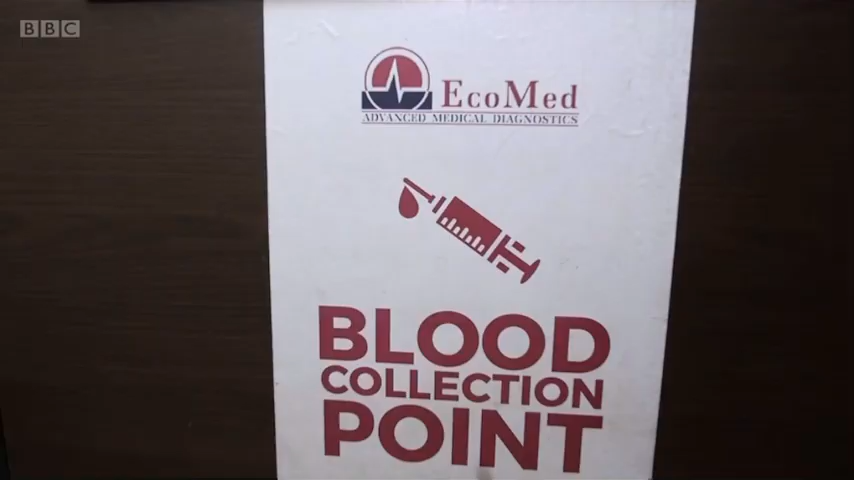 BBC
EcoMed
ADVANCED MEDICAL DIAGNOSTICS
BLOOD
COLLECTION
POINT